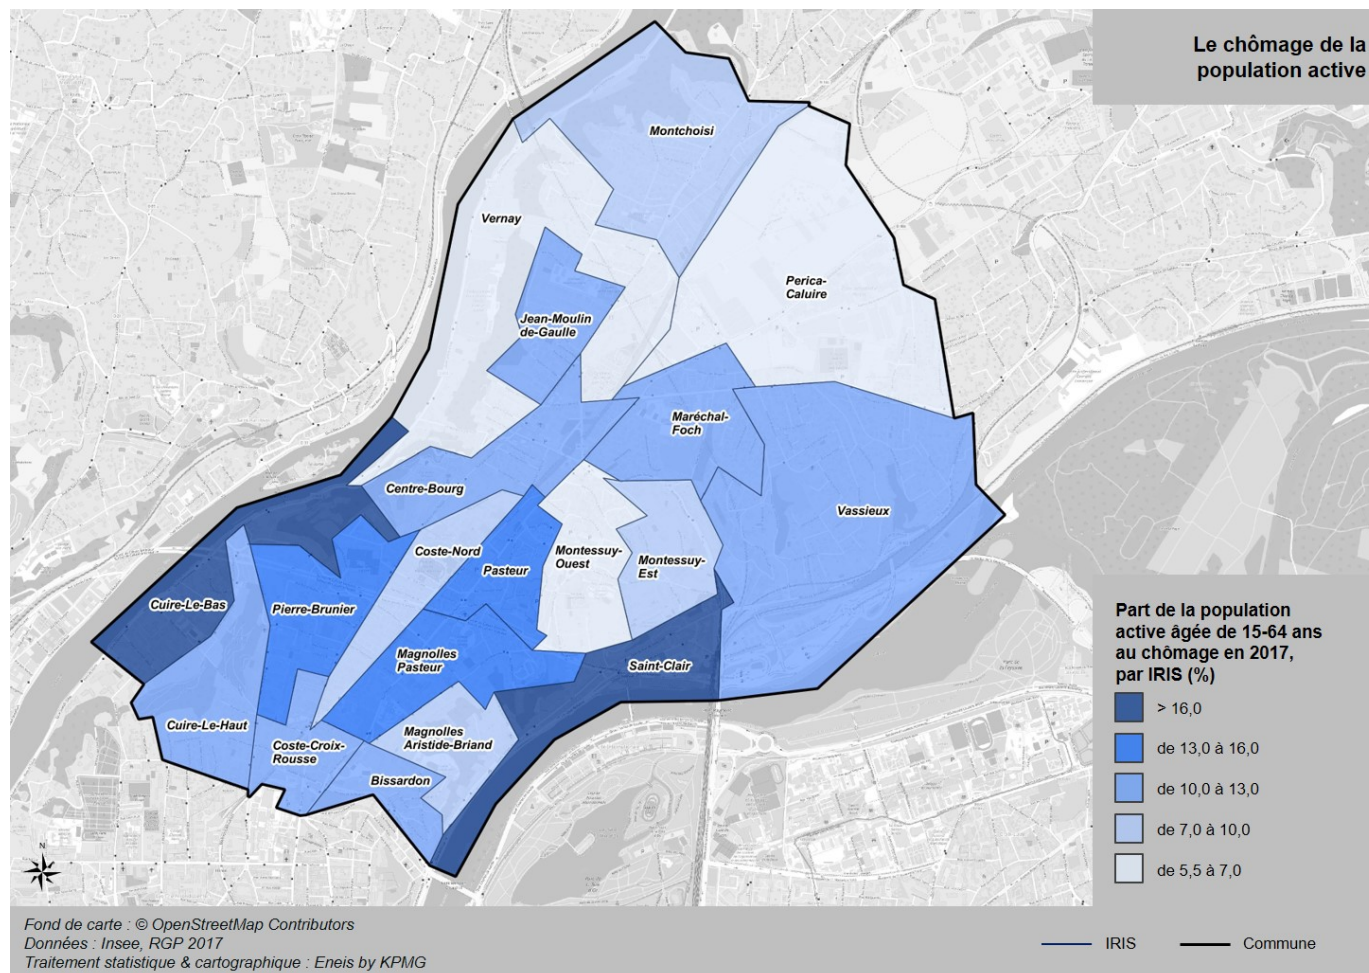 Le chômage de la
population active
Montchoisi
Vernay
Perica-
Caluire
Jean-Moulin
de-Gaulle
Maréchal-
Foch
Centre-Bourg
Vassieux
Coste-Nord
Montessuy-
Ouest
Pasteur
Montessuy-
Est
Cuire-Le-Bas
Pierre-Brunier
Magnolles
Pasteur
Saint-Clair
Cuire-Le-Haut
Magnolles
Aristide-Briand
Coste-Croix-
Rousse
Bissardon
Part de la population
active âgée de 15-64 ans
au chômage en 2017,
par IRIS (%)
> 16,0
de 13,0 à 16,0
de 10,0 à 13,0
de 7,0 à 10,0
de 5,5 à 7,0
N
Fond de carte : © OpenStreetMap Contributors
Données : Insee, RGP 2017
Traitement statistique & cartographique : Eneis by KPMG
IRIS
Commune